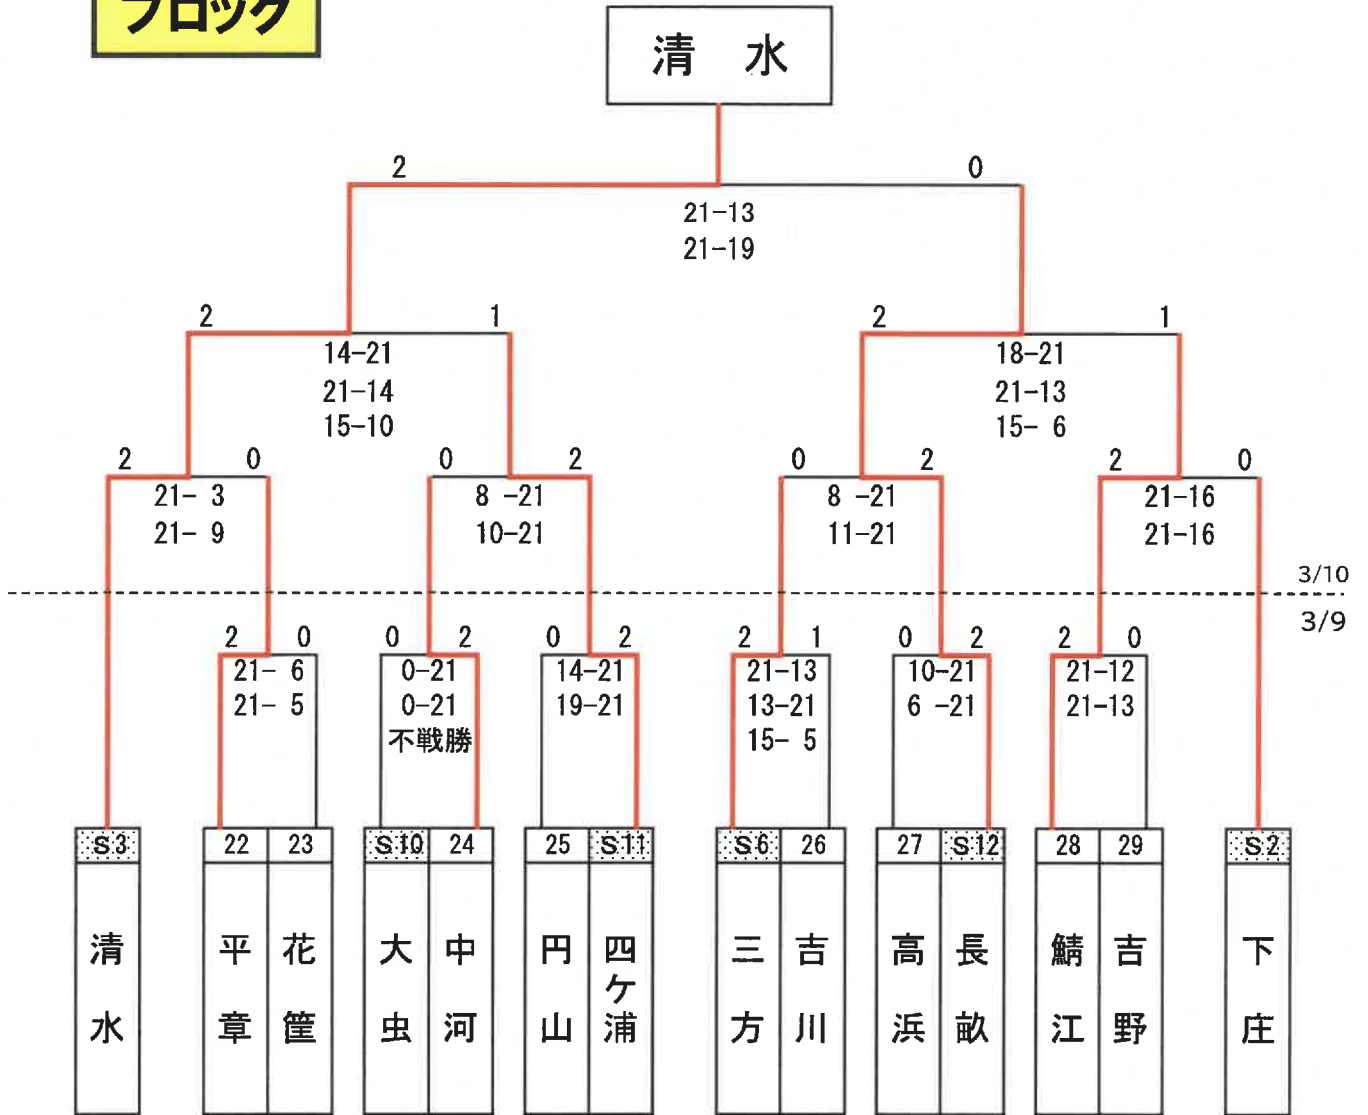 ブロック
清 水
2 0
21-13
21-19
2 1 2 1
14-21 18-21
21-14 21-13
15-10 15- 6
2 0 0 2 0 2 2 0
21- 3 8 -21 8 -21 21-16
21- 9 10-21 11-21 21-16
3/10
3/9
2 0 0 2 0 2 2 1 0 2 2 0
21- 6 0-21 14-21 21-13 10-21 21-12
21- 5 0-21 19-21 13-21 6 -21 21-13
不戦勝 15- 5
S3 22 23 S10 24 25 S11 S6 26 27 S12 28 29 S2
清水
平章
花筐
大虫
中河
円山
四ケ浦
三方
吉川
高浜
長畝
鯖江
吉野
下庄